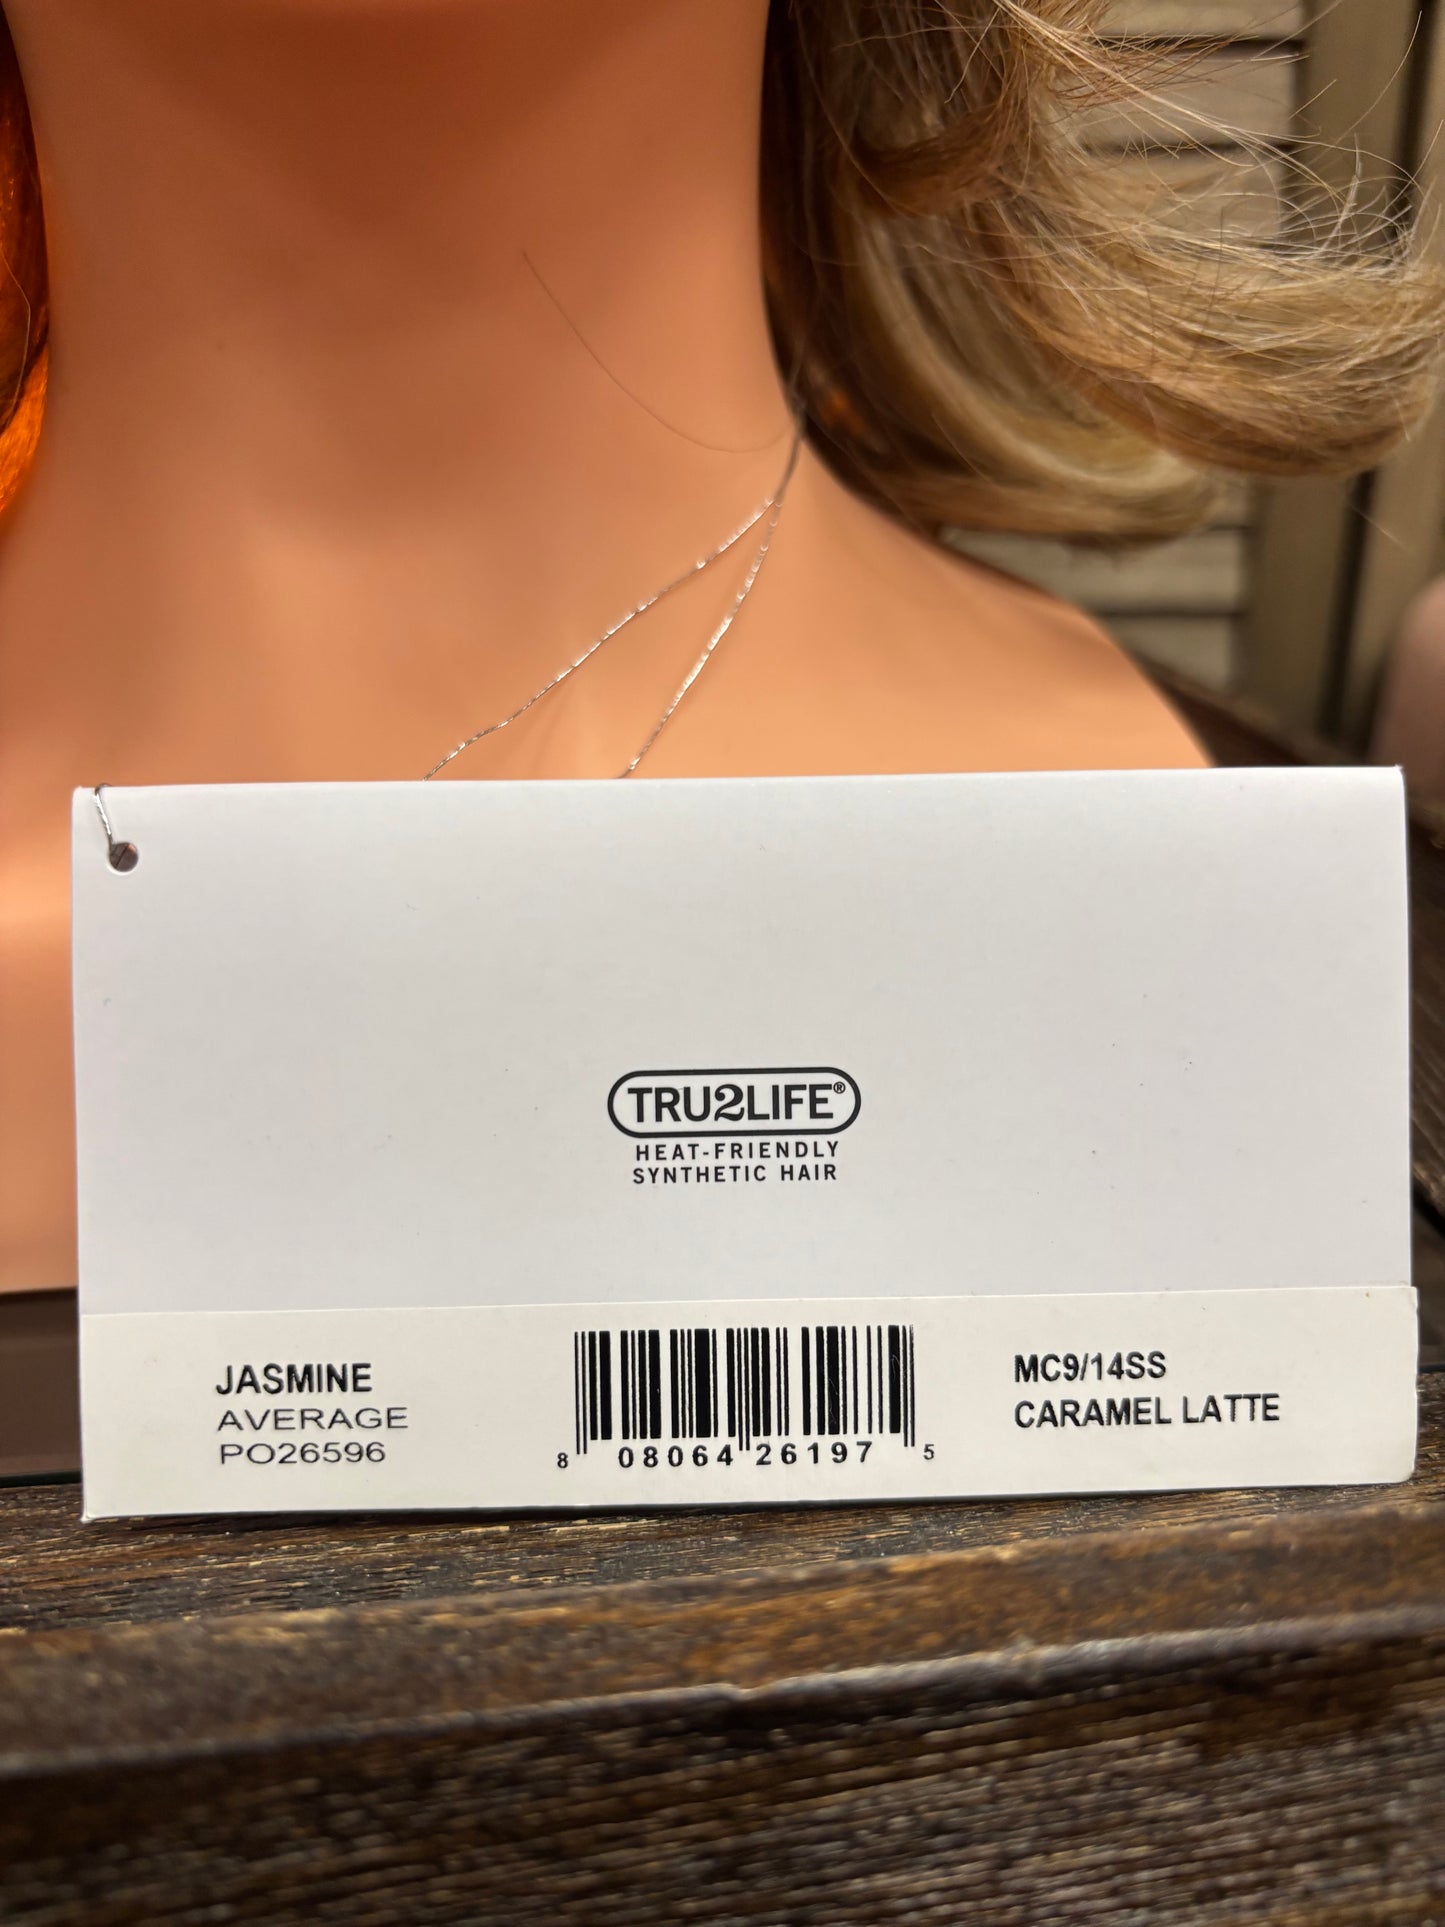 TRU2LIFE®
HEAT-FRIENDLY
SYNTHETIC HAIR
JASMINE
AVERAGE
PO26596
8 08064 26197 5
MC9/14SS
CARAMEL LATTE